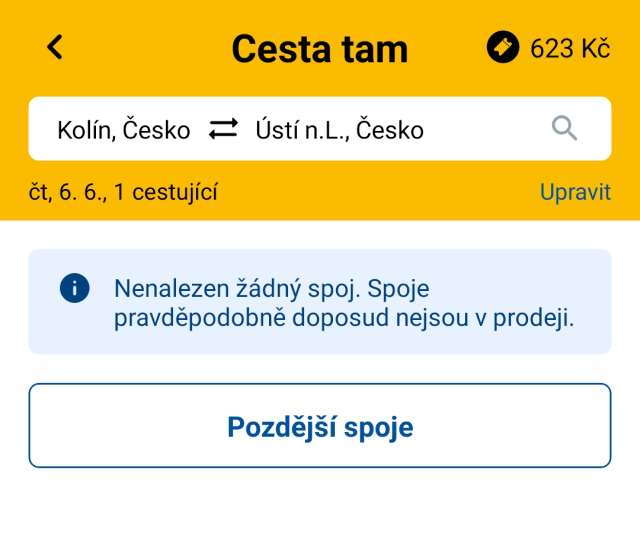 Cesta tam
623 Kč
Kolín, Česko
Ústí n.L., Česko
čt, 6. 6., 1 cestující
Upravit
Nenalezen žádný spoj. Spoje
pravděpodobně doposud nejsou v prodeji.
Pozdější spoje